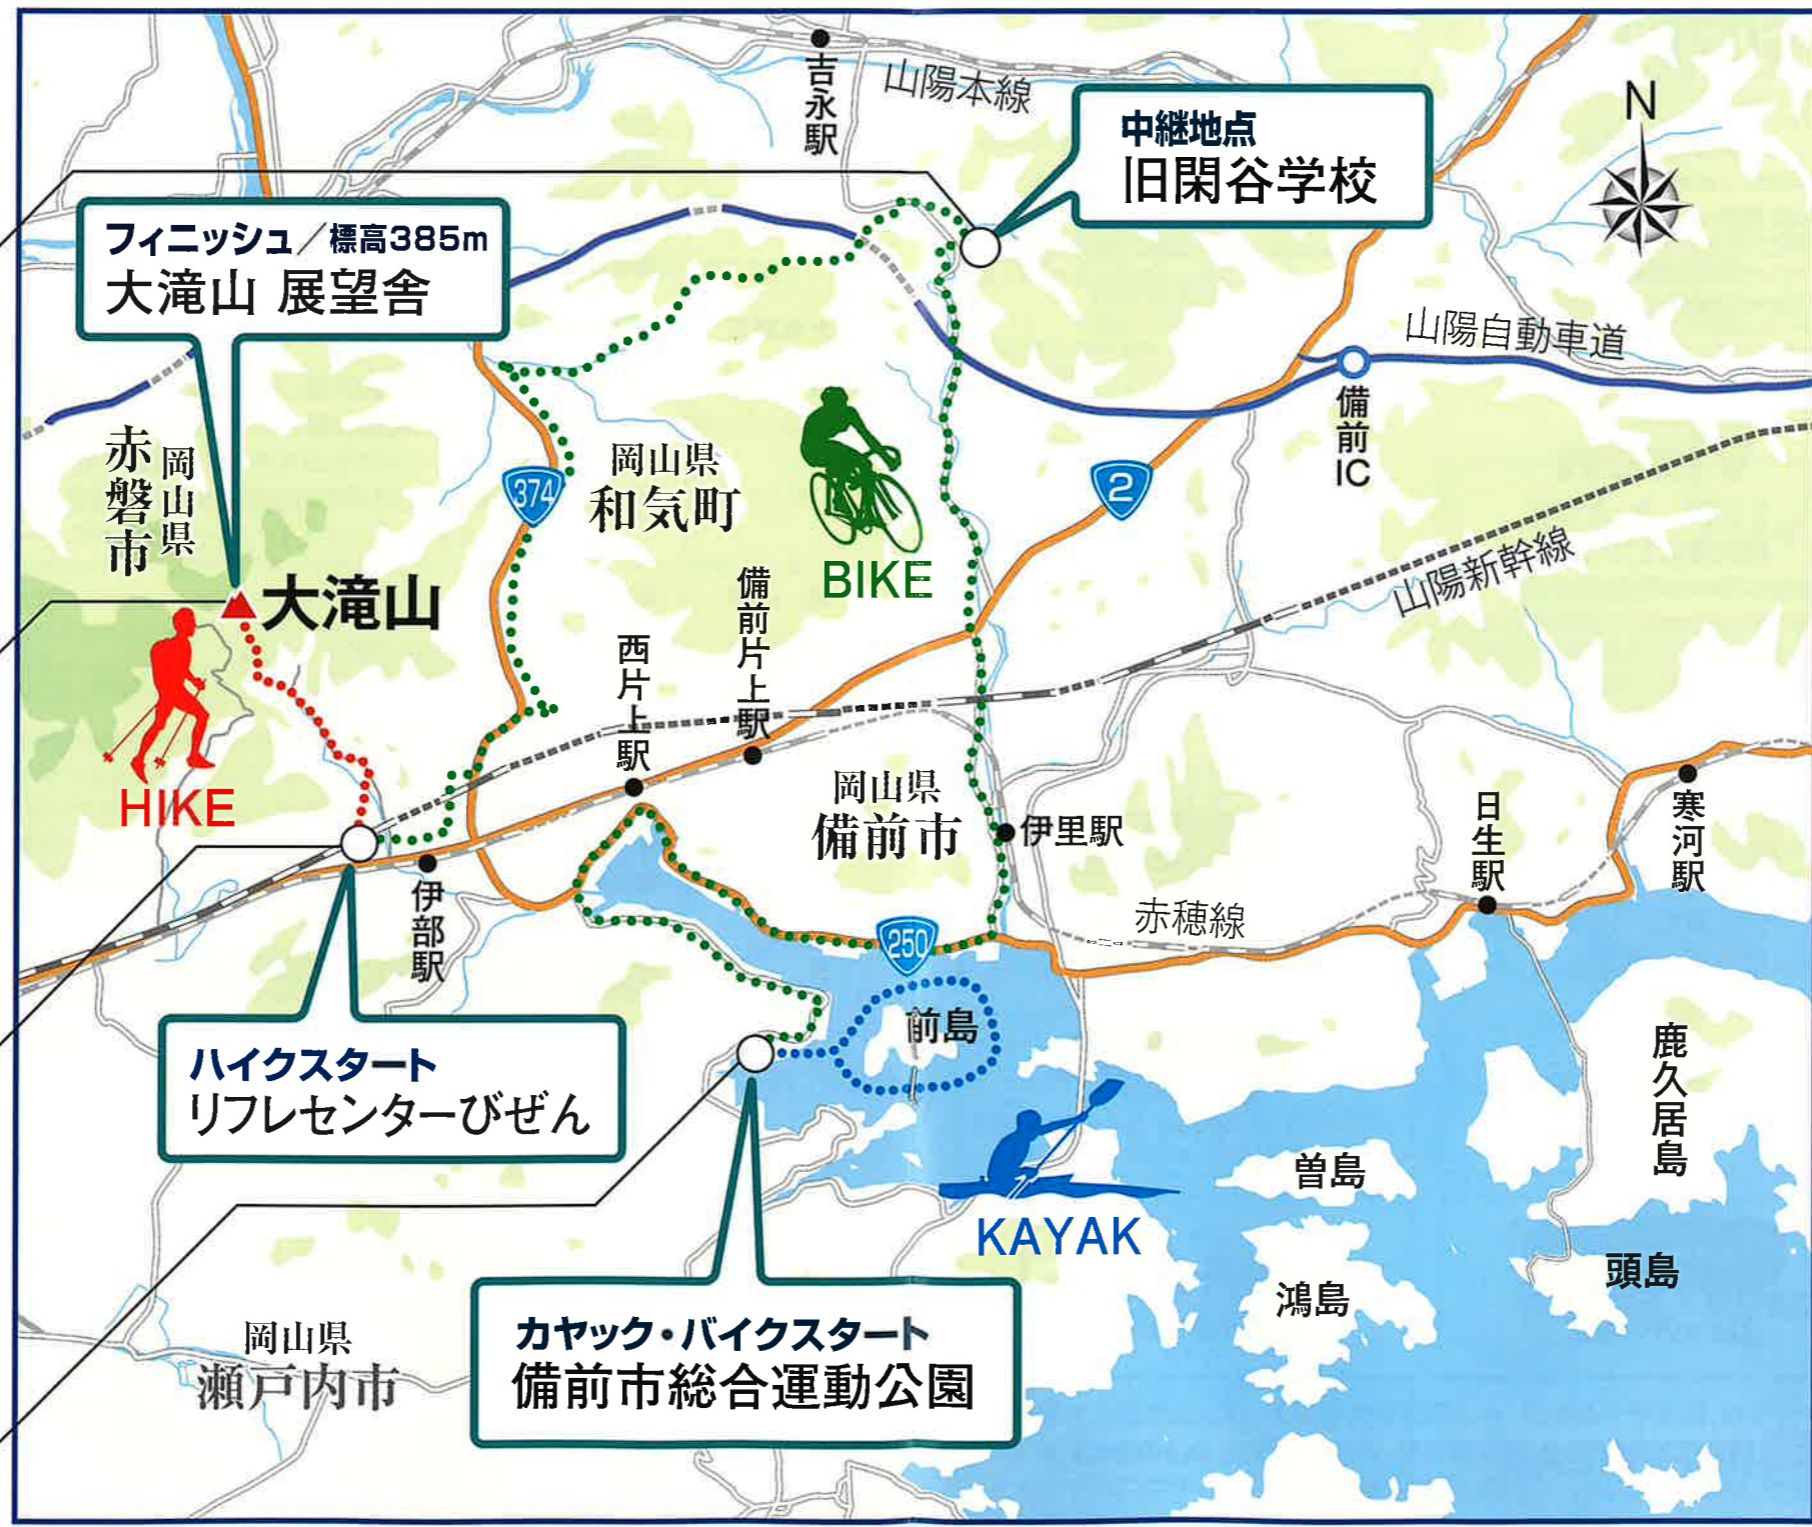 吉永駅
山陽本線
N
中継地点
旧閑谷学校
フィニッシュ/標高385m
大滝山 展望舎
山陽自動車道
備前IC
岡山県
赤磐市
374
岡山県
和気町
2
BIKE
山陽新幹線
大滝山
備前片上駅
西片上駅
HIKE
岡山県
備前市
伊里駅
日生駅
寒河駅
伊部駅
赤穂線
250
前島
ハイクスタート
リフレセンターびぜん
鹿久居島
曽島
KAYAK
頭島
鴻島
カヤック・バイクスタート
備前市総合運動公園
岡山県
瀬戸内市